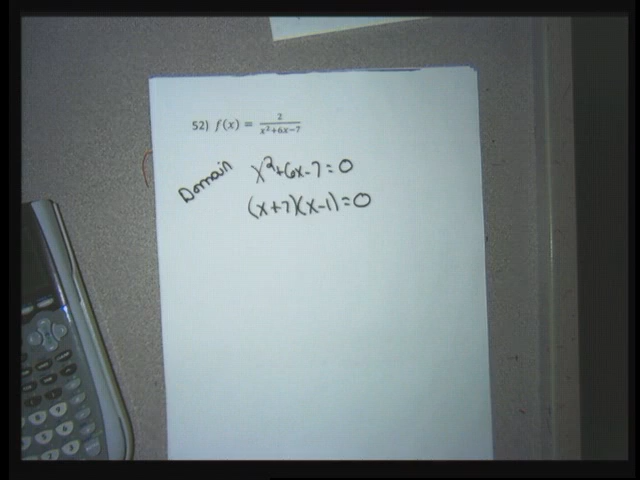 52) f(x) = 2/(x²+6x−7)
Domain x²+6x-7=0
(x+7)(x-1)=0